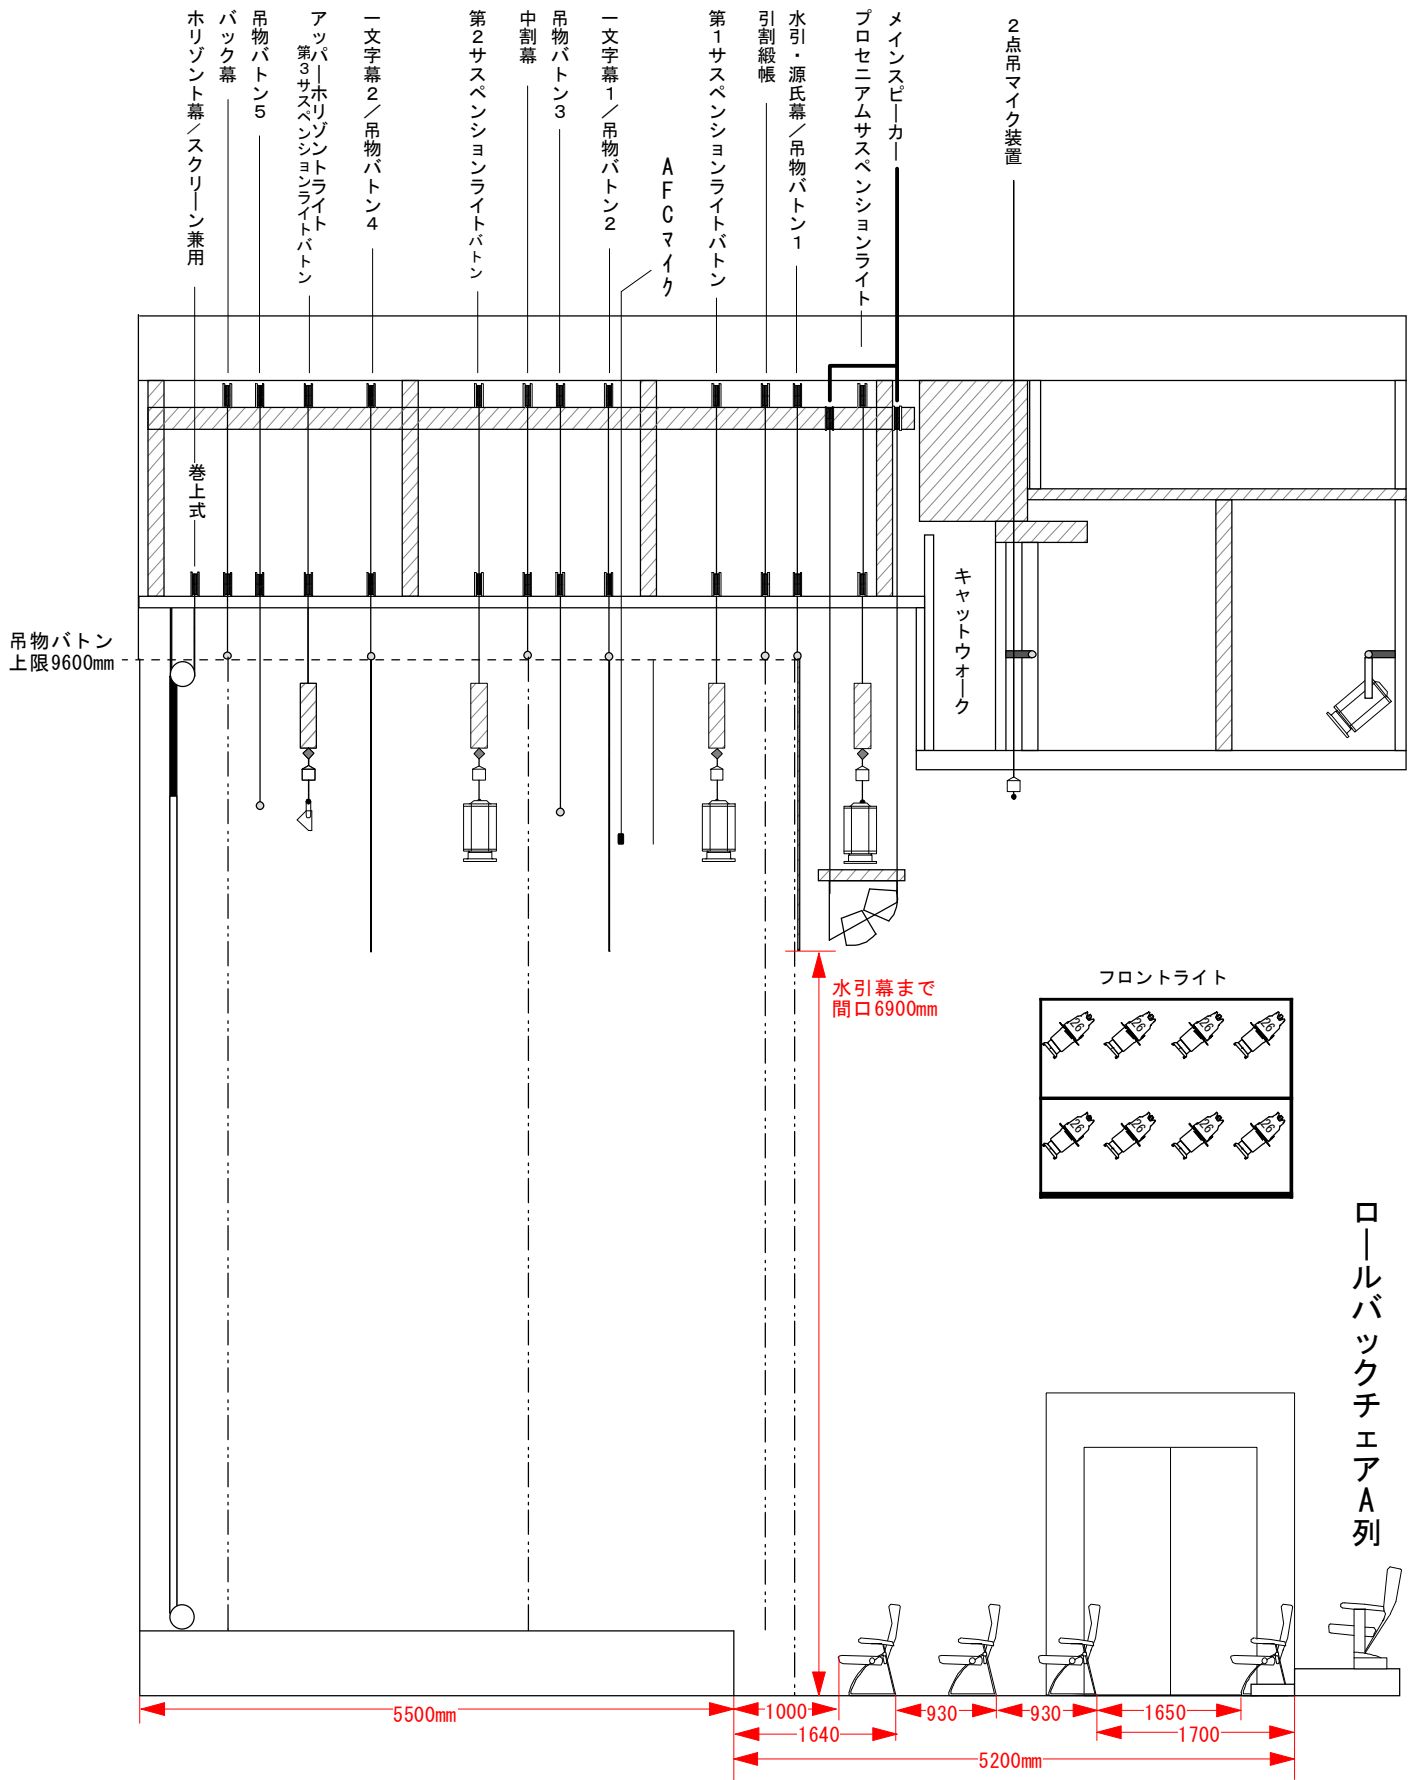 ホリゾント幕／スクリーン兼用
バック幕
吊物バトン５
アッパーホリゾントライト
第３サスペンションライトバトン
一文字幕２／吊物バトン４
第２サスペンションライトバトン
中割幕
吊物バトン３
一文字幕１／吊物バトン２
ＡＦＣマイク
第１サスペンションライトバトン
引割緞帳
水引・源氏幕／吊物バトン１
プロセニアムサスペンションライト
メインスピーカー
２点吊マイク装置
巻上式
キャットウォーク
吊物バトン
上限9600mm
水引幕まで
間口6900mm
フロントライト
26 26 26 26
26 26 26 26
ロールバックチェアＡ列
5500mm
1000
930
930
1650
1640
1700
5200mm